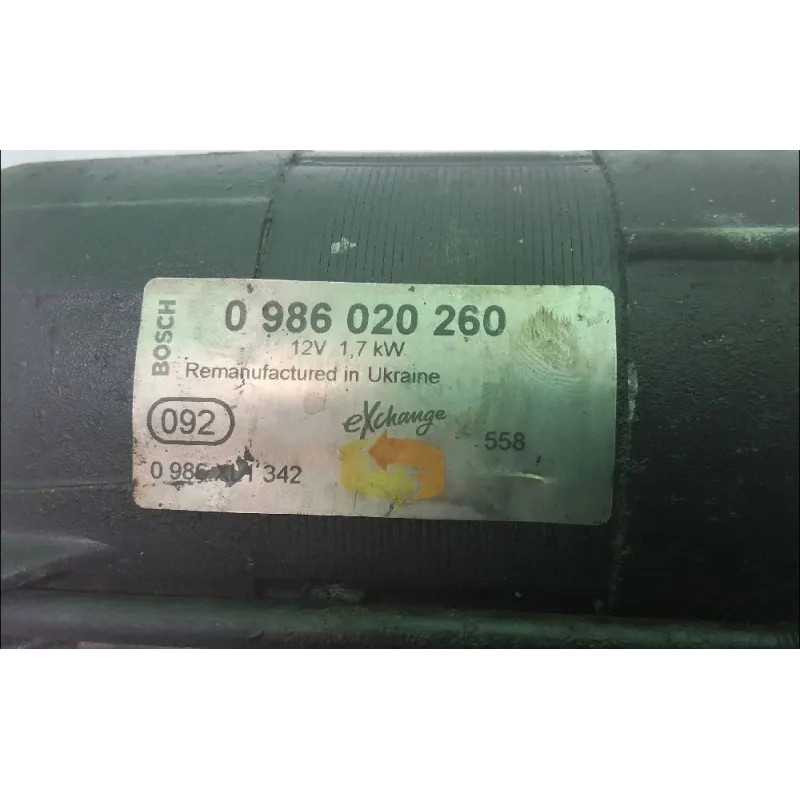 BOSCH
0 986 020 260
12V 1,7 kW
Remanufactured in Ukraine
092
eXchange
558
342